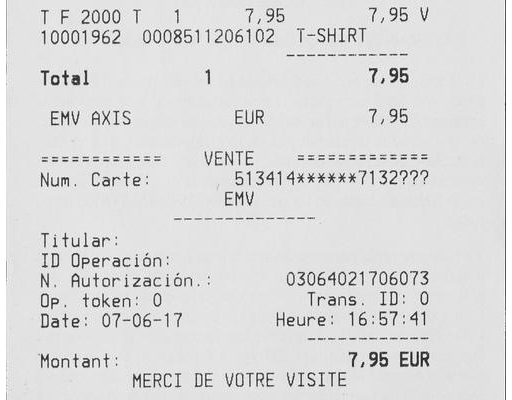 T F 2000 T 1 7,95 7,95 V
10001962 0008511206102 T-SHIRT
------------
Total 1 7,95
EMV AXIS EUR 7,95
============ VENTE =============
Num. Carte: 513414******7132???
EMV
--------------
Titular:
ID Operación:
N. Autorización.: 03064021706073
Op. token: 0 Trans. ID: 0
Date: 07-06-17 Heure: 16:57:41
------------
Montant: 7,95 EUR
MERCI DE VOTRE VISITE